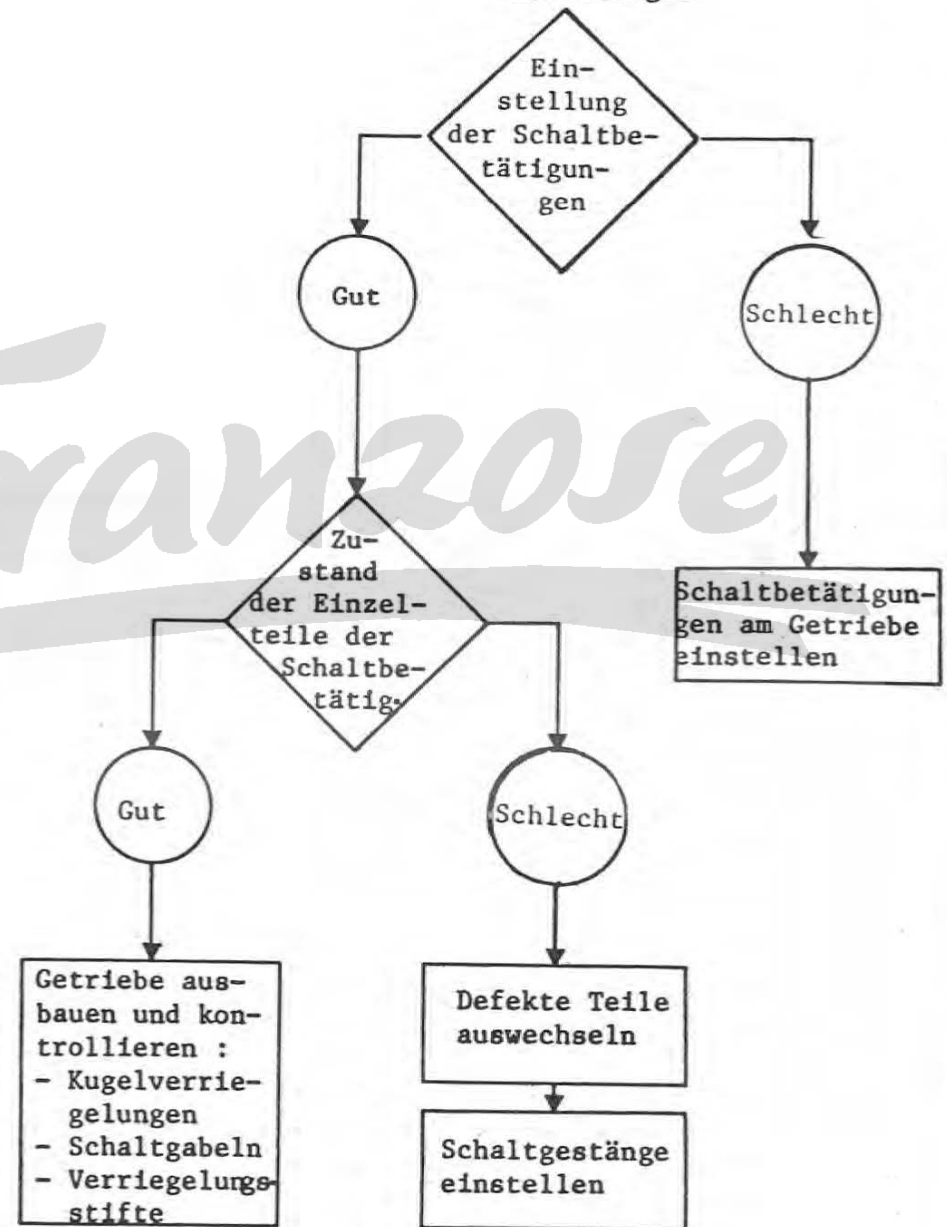 Ein-
stellung
der Schaltbe-
tätigun-
gen
Gut
Schlecht
Franzose
Zu-
stand
der Einzel-
teile der
Schaltbe-
tätig.
Schaltbetätigun-
gen am Getriebe
einstellen
Gut
Schlecht
Getriebe aus-
bauen und kon-
trollieren :
- Kugelverrie-
gelungen
- Schaltgabeln
- Verriegelungs-
stifte
Defekte Teile
auswechseln
Schaltgestänge
einstellen